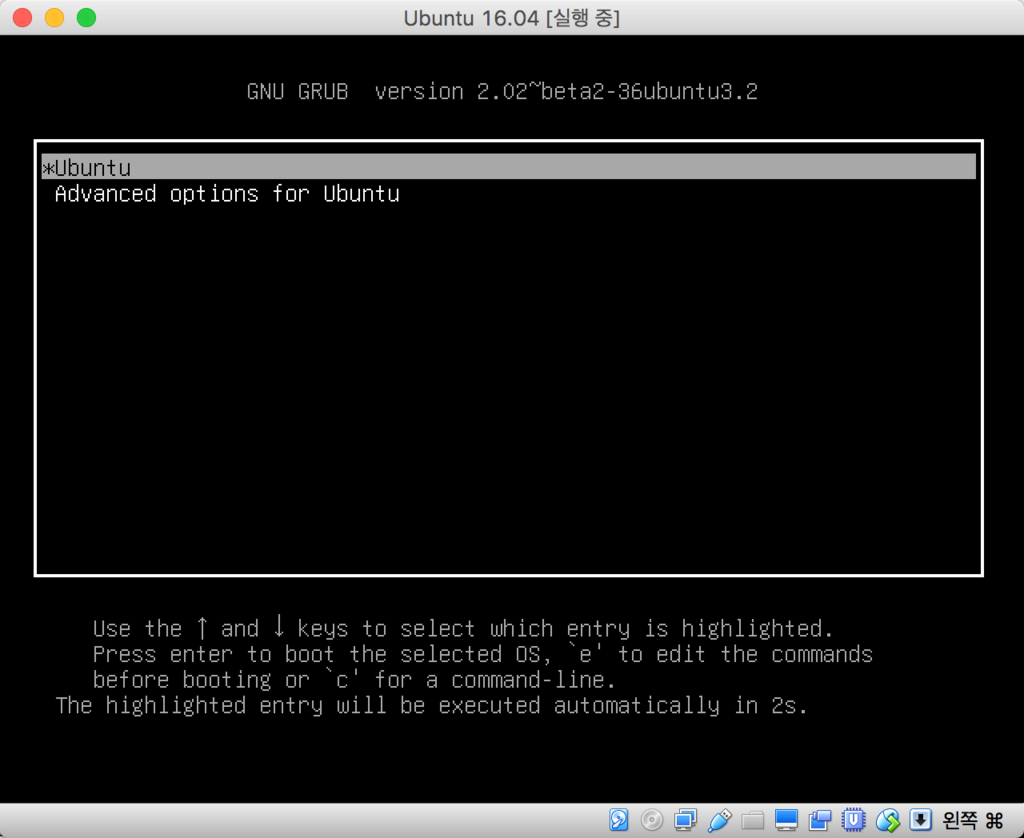 Ubuntu 16.04 [실행 중]
GNU GRUB  version 2.02~beta2-36ubuntu3.2
*Ubuntu
Advanced options for Ubuntu
Use the ↑ and ↓ keys to select which entry is highlighted.
Press enter to boot the selected OS, `e' to edit the commands
before booting or `c' for a command-line.
The highlighted entry will be executed automatically in 2s.
왼쪽 ⌘